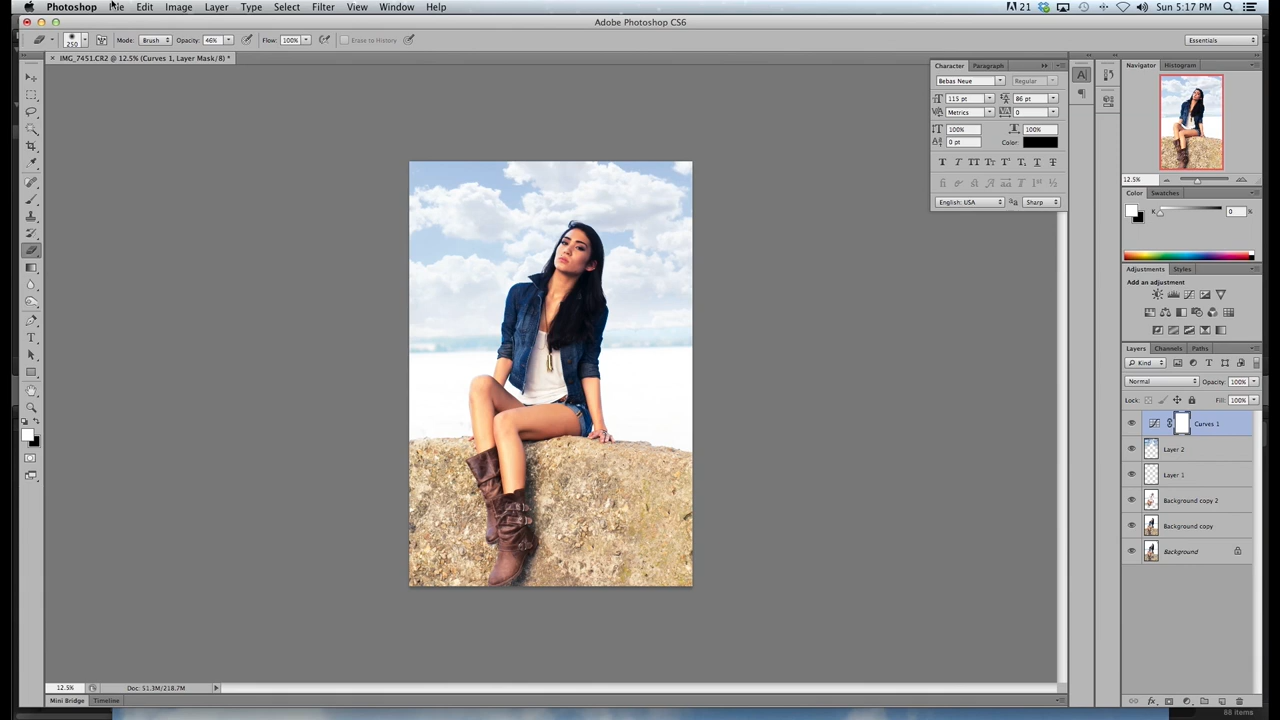 Photoshop File Edit Image Layer Type Select Filter View Window Help 21 Sun 5:17 PM
Adobe Photoshop CS6
250 Mode: Brush Opacity: 46% Flow: 100% Erase to History Essentials
× IMG_7451.CR2 @ 12.5% (Curves 1, Layer Mask/8) *
Character Paragraph
Navigator Histogram
Bebas Neue Regular
115 pt 86 pt
Metrics 0
100% 100%
0 pt Color:
English: USA Sharp
12.5%
Color Swatches
K 0 %
Adjustments Styles
Add an adjustment
Layers Channels Paths
Kind
Normal Opacity: 100%
Lock: Fill: 100%
Curves 1
Layer 2
Layer 1
Background copy 2
Background copy
Background
12.5% Doc: 51.3M/218.7M
Mini Bridge Timeline
88 items